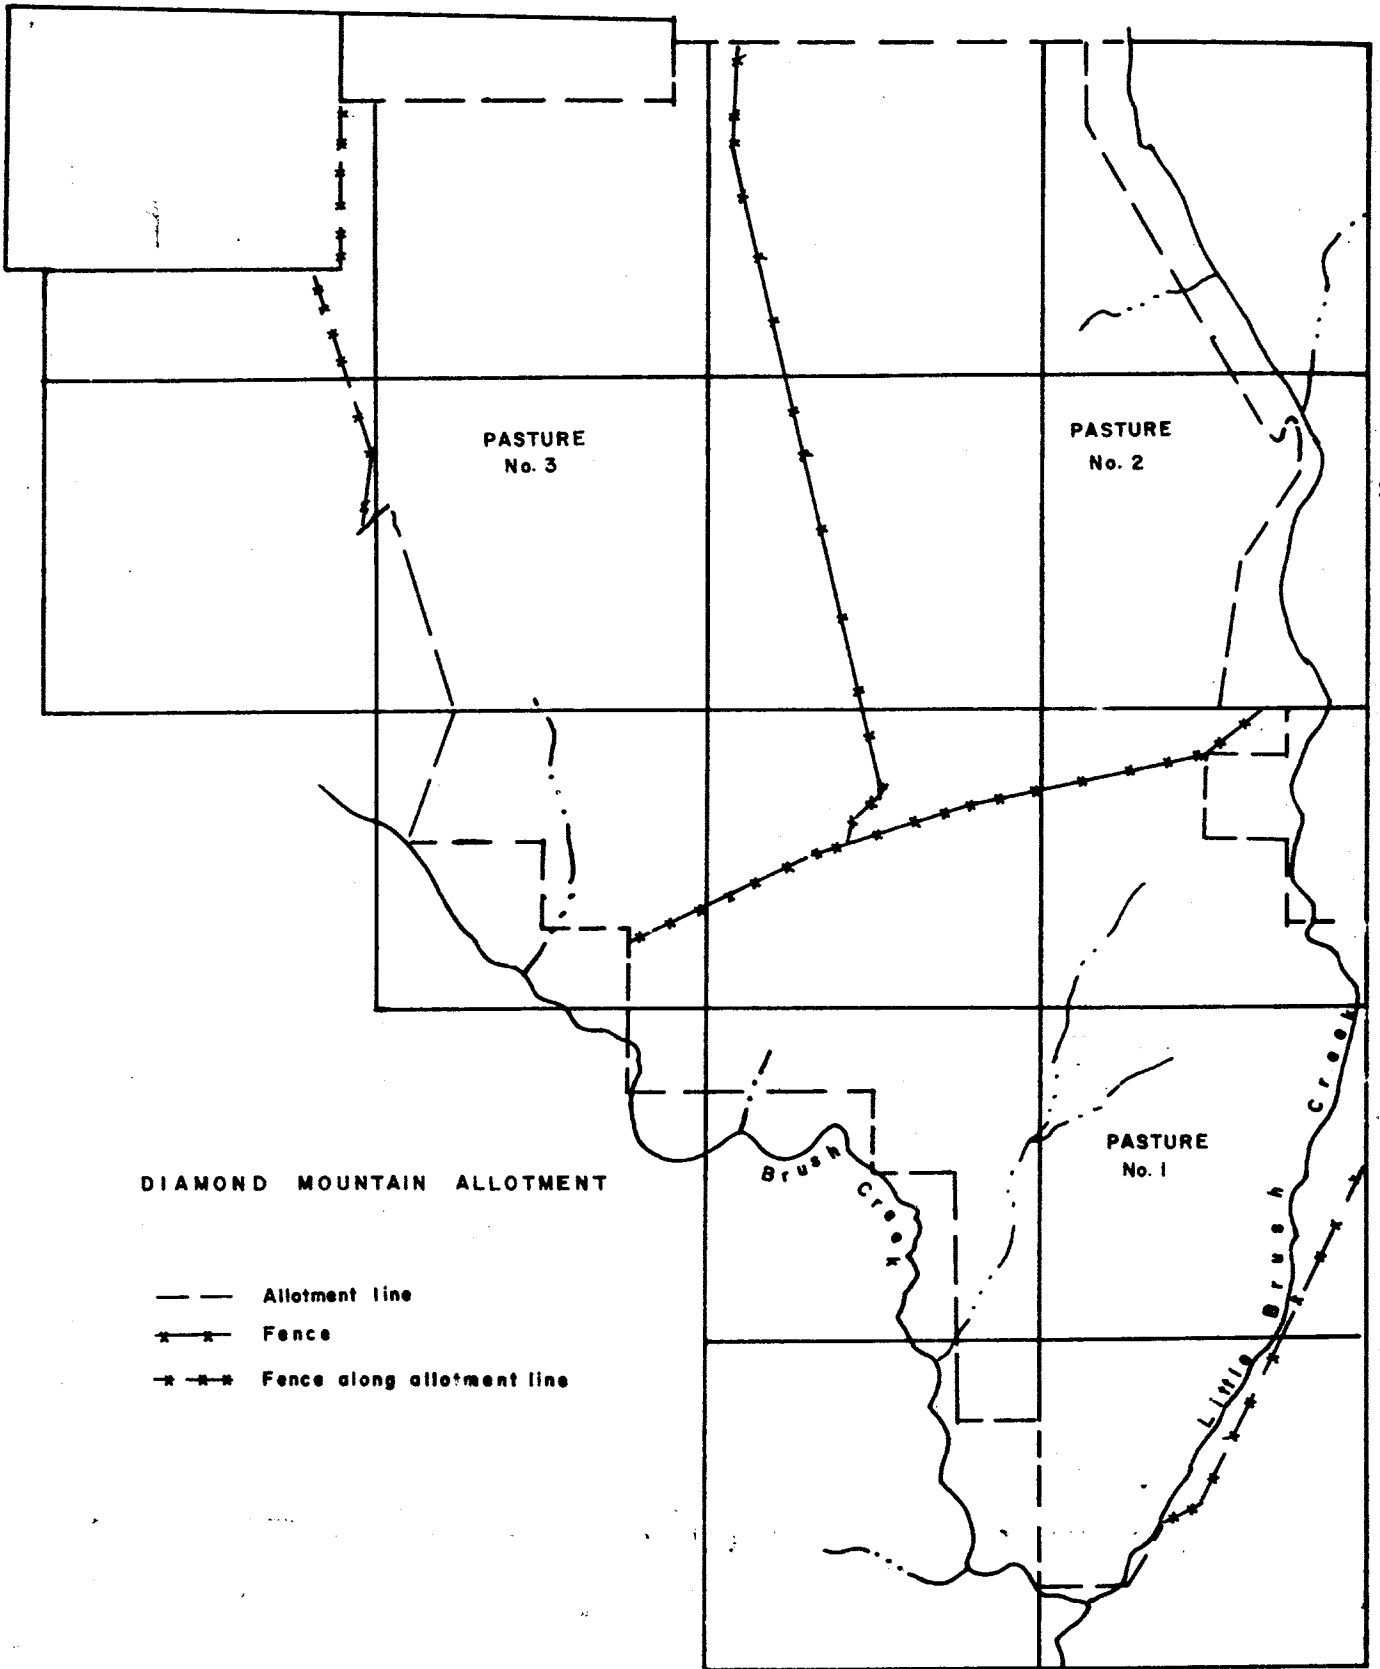 PASTURE
No. 3
PASTURE
No. 2
PASTURE
No. 1
Brush Creek
Little Brush Creek
DIAMOND MOUNTAIN ALLOTMENT
Allotment line
Fence
Fence along allotment line